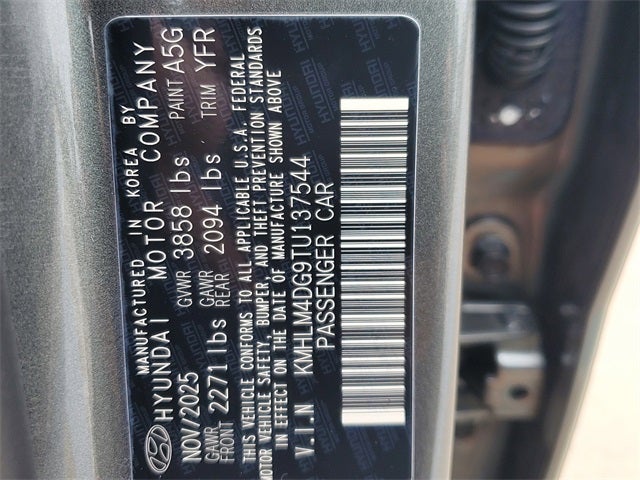 MANUFACTURED IN KOREA BY
HYUNDAI MOTOR COMPANY
NOV/2025 GVWR 3858 lbs PAINT A5G
GAWR FRONT 2271 lbs GAWR REAR 2094 lbs TRIM YFR
THIS VEHICLE CONFORMS TO ALL APPLICABLE U.S.A. FEDERAL
MOTOR VEHICLE SAFETY, BUMPER, AND THEFT PREVENTION STANDARDS
IN EFFECT ON THE DATE OF MANUFACTURE SHOWN ABOVE
V.I.N KMHLM4DG9TU137544
PASSENGER CAR